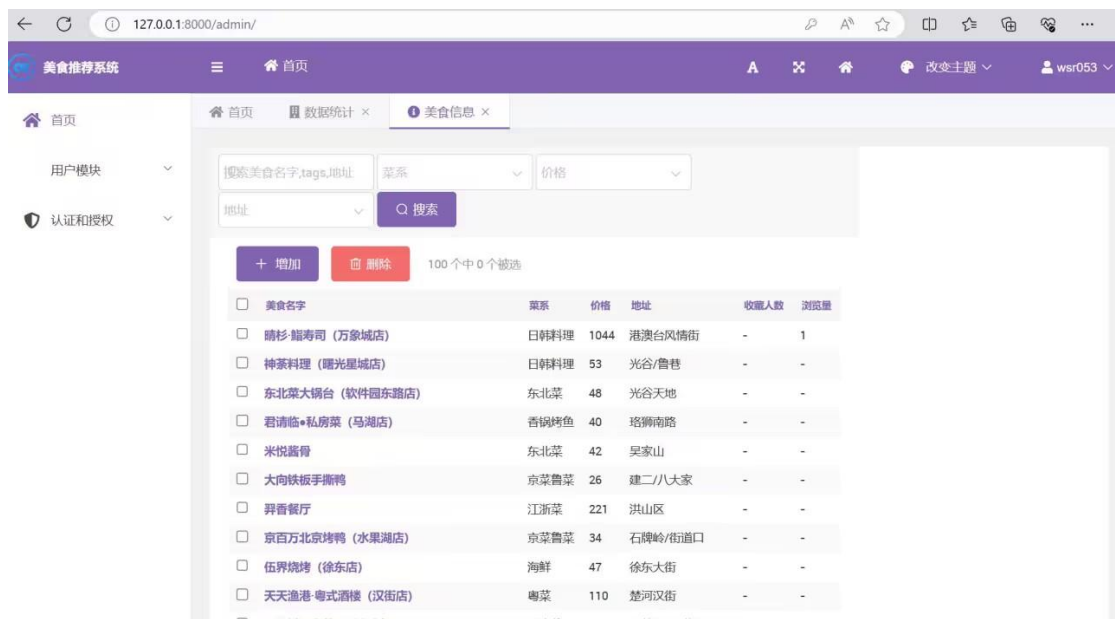 127.0.0.1:8000/admin/
美食推荐系统 首页 A 改变主题 wsr053
首页 首页 数据统计 × 美食信息 ×
用户模块
认证和授权
搜索美食名字,tags,地址 菜系 价格
地址 搜索
+ 增加 删除 100 个中 0 个被选
美食名字 菜系 价格 地址 收藏人数 浏览量
晴杉·鮨寿司（万象城店） 日韩料理 1044 港澳台风情街 - 1
神茶料理（曙光星城店） 日韩料理 53 光谷/鲁巷 - -
东北菜大锅台（软件园东路店） 东北菜 48 光谷天地 - -
君请临•私房菜（马湖店） 香锅烤鱼 40 珞狮南路 - -
米悦酱骨 东北菜 42 吴家山 - -
大向铁板手撕鸭 京菜鲁菜 26 建二/八大家 - -
羿香餐厅 江浙菜 221 洪山区 - -
京百万北京烤鸭（水果湖店） 京菜鲁菜 34 石牌岭/街道口 - -
伍界烧烤（徐东店） 海鲜 47 徐东大街 - -
天天渔港·粤式酒楼（汉街店） 粤菜 110 楚河汉街 - -